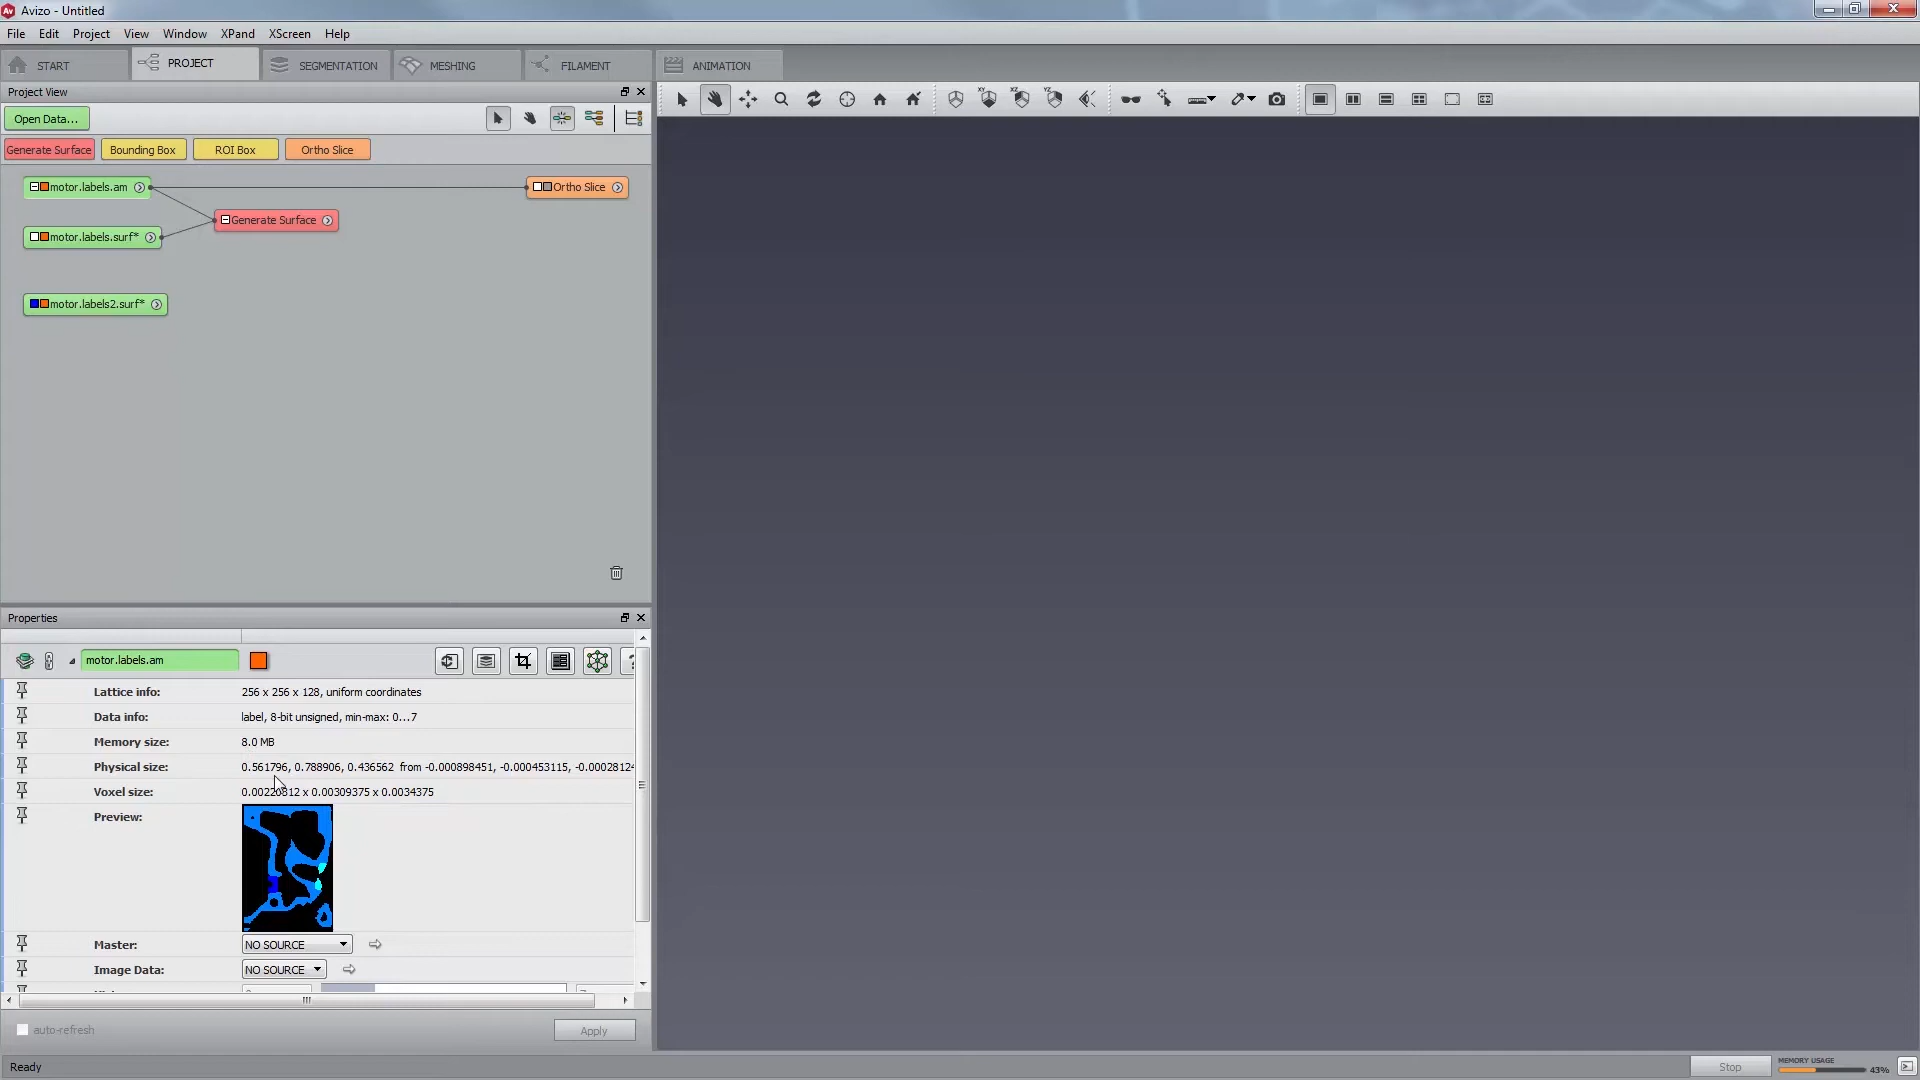 Avizo - Untitled
File Edit Project View Window XPand XScreen Help
START PROJECT SEGMENTATION MESHING FILAMENT ANIMATION
Project View
Open Data...
XY XZ YZ
Generate Surface Bounding Box ROI Box Ortho Slice
motor.labels.am Ortho Slice
Generate Surface
motor.labels.surf*
motor.labels2.surf*
Properties
motor.labels.am ?
Lattice info: 256 x 256 x 128, uniform coordinates
Data info: label, 8-bit unsigned, min-max: 0...7
Memory size: 8.0 MB
Physical size: 0.561796, 0.788906, 0.436562 from -0.000898451, -0.000453115, -0.00028124
Voxel size: 0.00220312 x 0.00309375 x 0.0034375
Preview:
Master: NO SOURCE
Image Data: NO SOURCE
auto-refresh Apply
Ready Stop MEMORY USAGE 43%